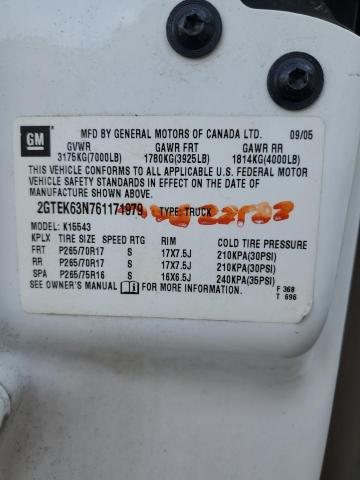 GM
MFD BY GENERAL MOTORS OF CANADA LTD. 09/05
GVWR GAWR FRT GAWR RR
3175KG(7000LB) 1780KG(3925LB) 1814KG(4000LB)
THIS VEHICLE CONFORMS TO ALL APPLICABLE U.S. FEDERAL MOTOR
VEHICLE SAFETY STANDARDS IN EFFECT ON THE DATE OF
MANUFACTURE SHOWN ABOVE.
2GTEK63N761171979 TYPE: TRUCK
MODEL: K15543
KPLX TIRE SIZE SPEED RTG RIM COLD TIRE PRESSURE
FRT P265/70R17 S 17X7.5J 210KPA(30PSI)
RR P265/70R17 S 17X7.5J 210KPA(30PSI)
SPA P265/75R16 S 16X6.5J 240KPA(35PSI)
SEE OWNER'S MANUAL FOR MORE INFORMATION
F 368
T 696